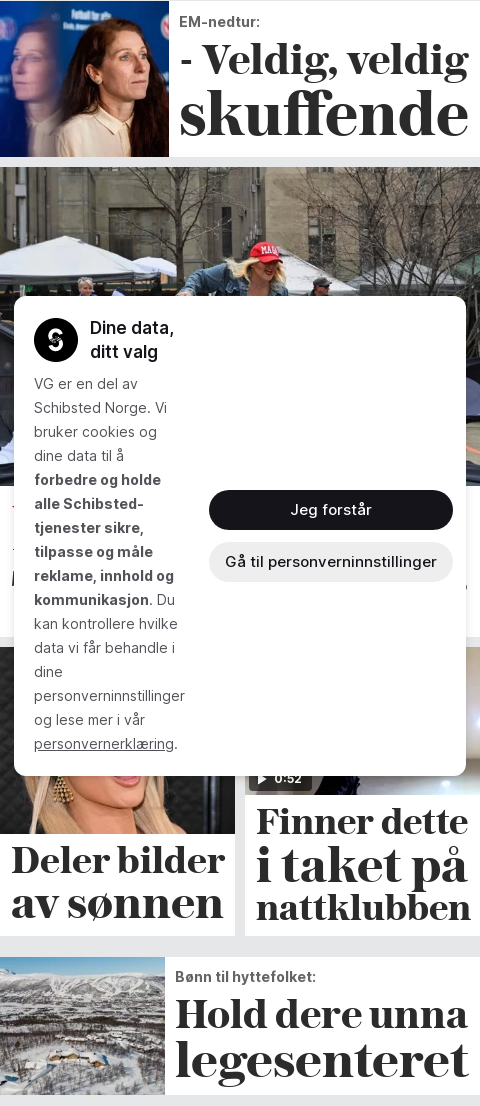 EM-nedtur:
- Veldig, veldig
skuffende
MAGA
Dine data,
ditt valg
VG er en del av
Schibsted Norge. Vi
bruker cookies og
dine data til å
forbedre og holde
alle Schibsted-
tjenester sikre,
tilpasse og måle
reklame, innhold og
kommunikasjon. Du
kan kontrollere hvilke
data vi får behandle i
dine
personverninnstillinger
og lese mer i vår
personvernerklæring.
Jeg forstår
Gå til personverninnstillinger
0:52
Deler bilder
av sønnen
Finner dette
i taket på
nattklubben
Bønn til hyttefolket:
Hold dere unna
legesenteret